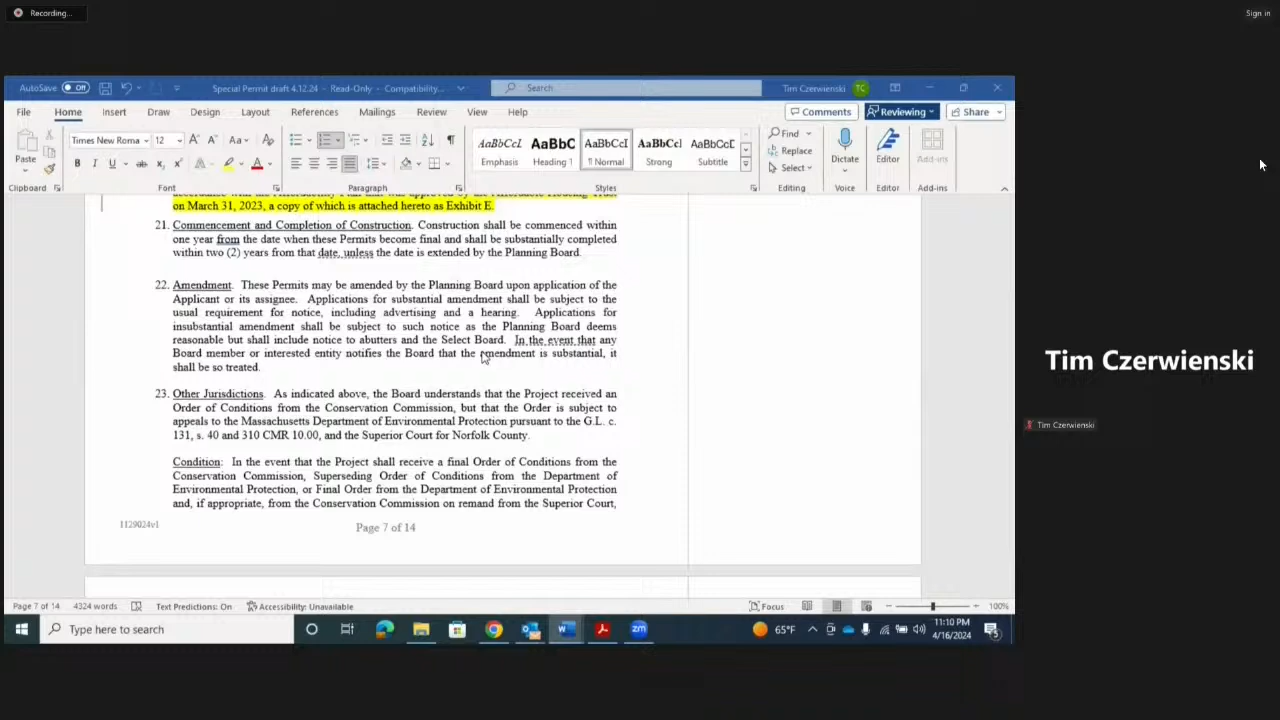 Recording...
Sign in
AutoSave Off
Special Permit draft 4.12.24 - Read-Only - Compatibility...
Search
Tim Czerwienski TC
File Home Insert Draw Design Layout References Mailings Review View Help
Comments Reviewing Share
Paste
Times New Roma 12
AaBbCcI AaBbC AaBbCcI AaBbCcI AaBbCcC
Emphasis Heading 1 ¶ Normal Strong Subtitle
Find
Replace
Select
Dictate
Editor
Add-ins
Clipboard Font Paragraph Styles Editing Voice Editor Add-ins
on March 31, 2023, a copy of which is attached hereto as Exhibit E.
21. Commencement and Completion of Construction. Construction shall be commenced within
one year from the date when these Permits become final and shall be substantially completed
within two (2) years from that date, unless the date is extended by the Planning Board.
22. Amendment. These Permits may be amended by the Planning Board upon application of the
Applicant or its assignee. Applications for substantial amendment shall be subject to the
usual requirement for notice, including advertising and a hearing. Applications for
insubstantial amendment shall be subject to such notice as the Planning Board deems
reasonable but shall include notice to abutters and the Select Board. In the event that any
Board member or interested entity notifies the Board that the amendment is substantial, it
shall be so treated.
23. Other Jurisdictions. As indicated above, the Board understands that the Project received an
Order of Conditions from the Conservation Commission, but that the Order is subject to
appeals to the Massachusetts Department of Environmental Protection pursuant to the G.L. c.
131, s. 40 and 310 CMR 10.00, and the Superior Court for Norfolk County.
Condition: In the event that the Project shall receive a final Order of Conditions from the
Conservation Commission, Superseding Order of Conditions from the Department of
Environmental Protection, or Final Order from the Department of Environmental Protection
and, if appropriate, from the Conservation Commission on remand from the Superior Court,
1129024v1
Page 7 of 14
Tim Czerwienski
Tim Czerwienski
Page 7 of 14 4324 words Text Predictions: On Accessibility: Unavailable Focus 100%
Type here to search
zm
65°F
11:10 PM
4/16/2024
5